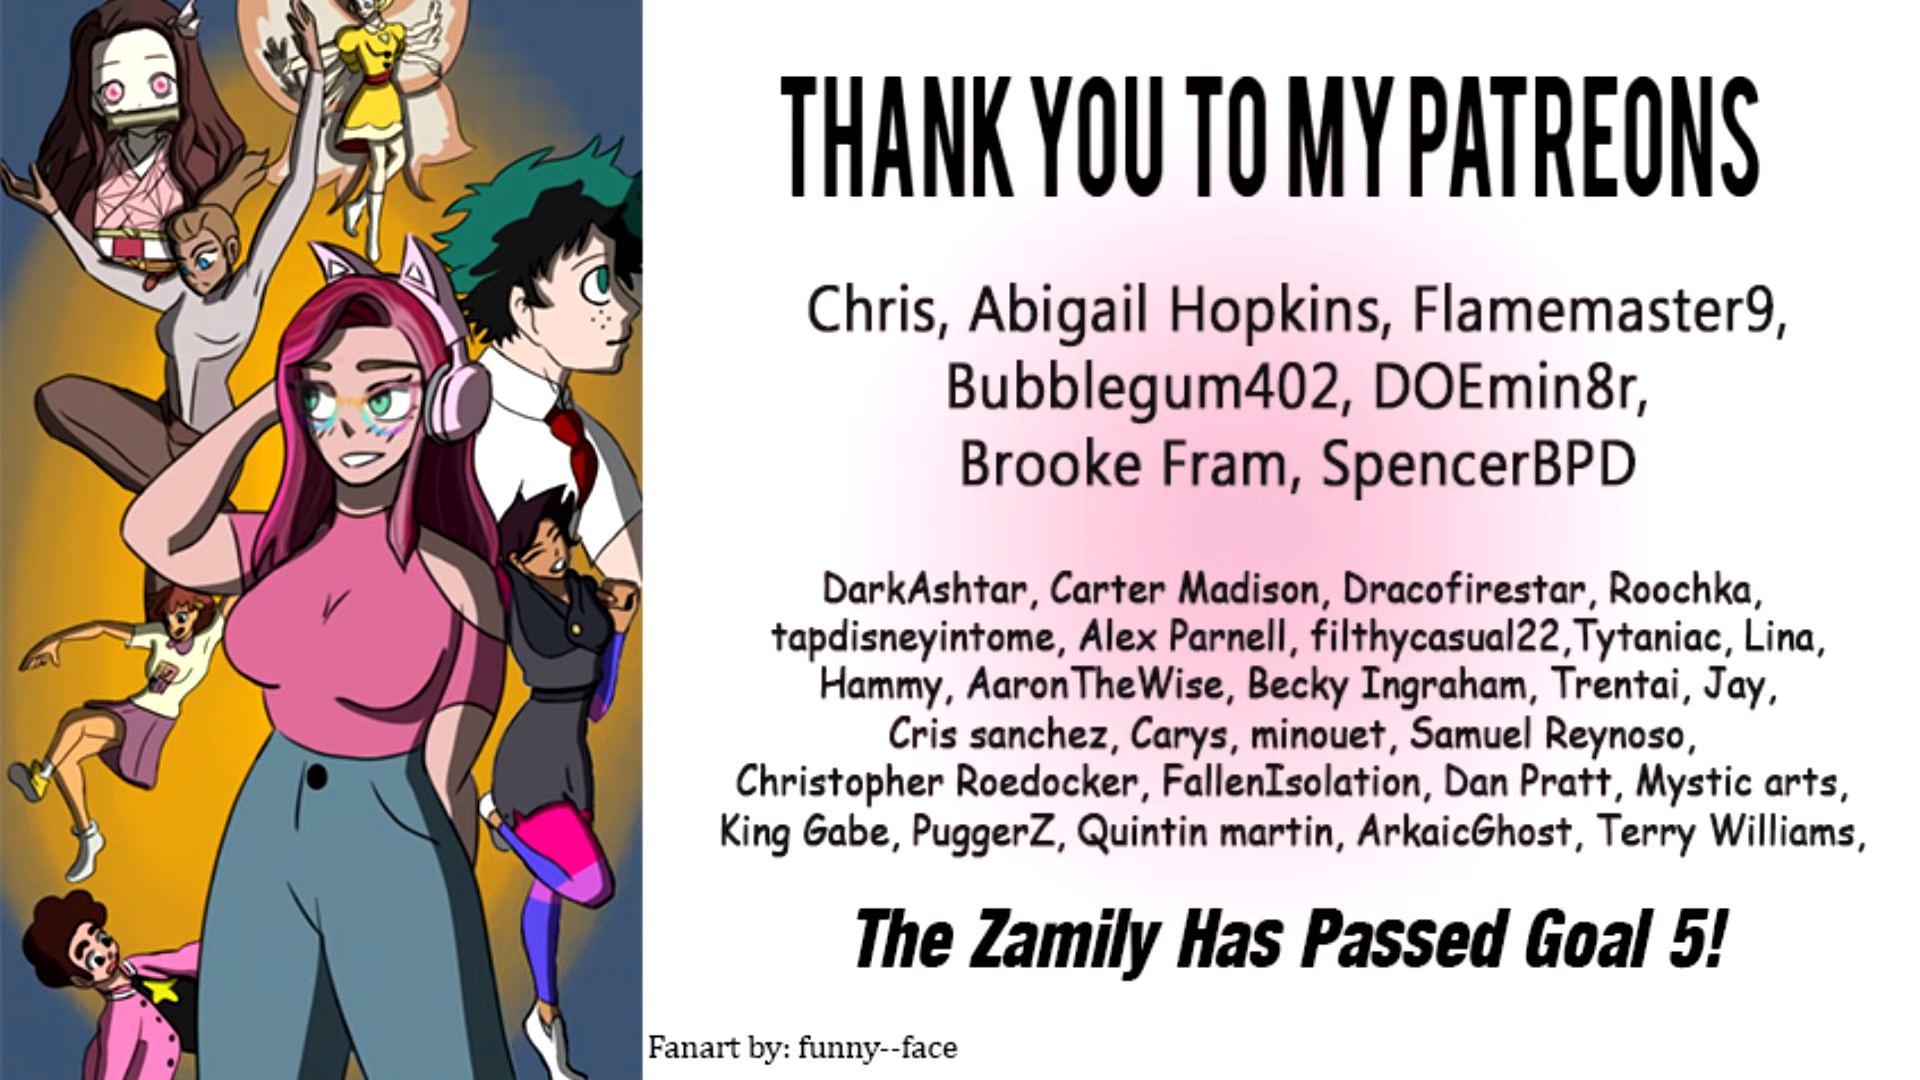 THANK YOU TO MY PATREONS
Chris, Abigail Hopkins, Flamemaster9,
Bubblegum402, DOEmin8r,
Brooke Fram, SpencerBPD
DarkAshtar, Carter Madison, Dracofirestar, Roochka,
tapdisneyintome, Alex Parnell, filthycasual22,Tytaniac, Lina,
Hammy, AaronTheWise, Becky Ingraham, Trentai, Jay,
Cris sanchez, Carys, minouet, Samuel Reynoso,
Christopher Roedocker, FallenIsolation, Dan Pratt, Mystic arts,
King Gabe, PuggerZ, Quintin martin, ArkaicGhost, Terry Williams,
The Zamily Has Passed Goal 5!
Fanart by: funny--face